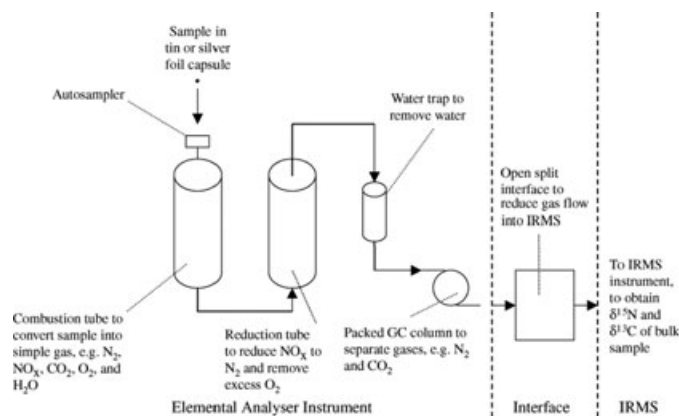 Sample in
tin or silver
foil capsule
Autosampler
Water trap to
remove water
Open split
interface to
reduce gas flow
into IRMS
To IRMS
instrument,
to obtain
δ¹⁵N and
δ¹³C of bulk
sample
Combustion tube to
convert sample into
simple gas, e.g. N₂,
NOₓ, CO₂, O₂, and
H₂O
Reduction tube
to reduce NOₓ to
N₂ and remove
excess O₂
Packed GC column to
separate gases, e.g. N₂
and CO₂
Elemental Analyser Instrument
Interface
IRMS